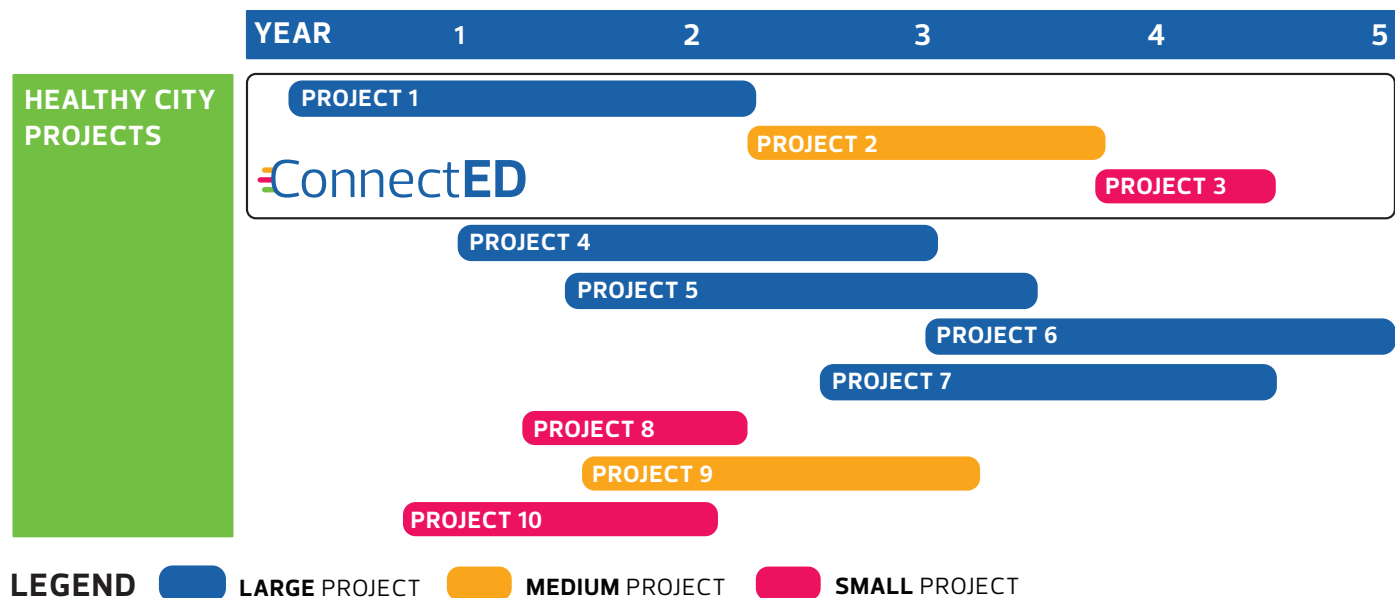 YEAR 1 2 3 4 5
HEALTHY CITY
PROJECTS
PROJECT 1
PROJECT 2
ConnectED
PROJECT 3
PROJECT 4
PROJECT 5
PROJECT 6
PROJECT 7
PROJECT 8
PROJECT 9
PROJECT 10
LEGEND LARGE PROJECT MEDIUM PROJECT SMALL PROJECT